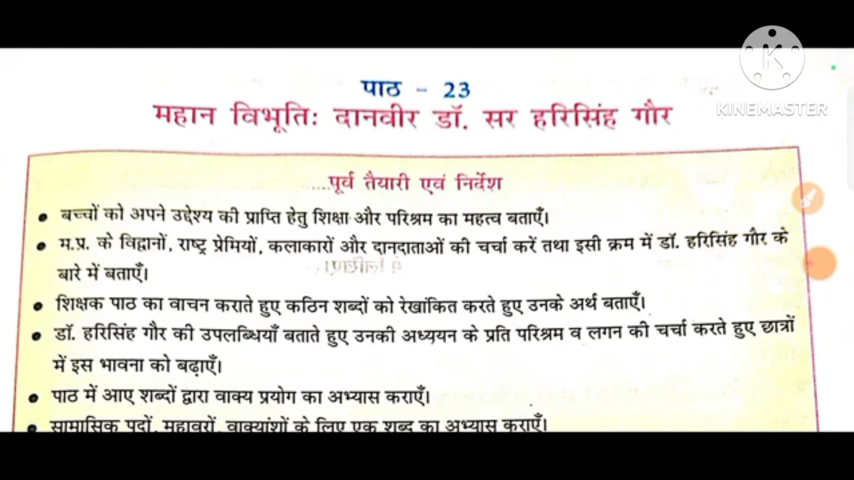 पाठ - 23
महान विभूतिः दानवीर डॉ. सर हरिसिंह गौर
पूर्व तैयारी एवं निर्देश
बच्चों को अपने उद्देश्य की प्राप्ति हेतु शिक्षा और परिश्रम का महत्व बताएँ।
म.प्र. के विद्वानों, राष्ट्र प्रेमियों, कलाकारों और दानदाताओं की चर्चा करें तथा इसी क्रम में डॉ. हरिसिंह गौर के
बारे में बताएँ।
शिक्षक पाठ का वाचन कराते हुए कठिन शब्दों को रेखांकित करते हुए उनके अर्थ बताएँ।
डॉ. हरिसिंह गौर की उपलब्धियाँ बताते हुए उनकी अध्ययन के प्रति परिश्रम व लगन की चर्चा करते हुए छात्रों
में इस भावना को बढ़ाएँ।
पाठ में आए शब्दों द्वारा वाक्य प्रयोग का अभ्यास कराएँ।
सामासिक पदों, मुहावरों, वाक्यांशों के लिए एक शब्द का अभ्यास कराएँ।
K
KINEMASTER